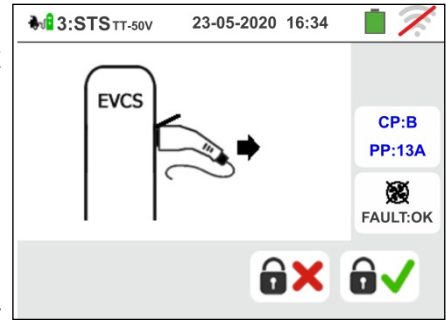 3:STS TT-50V 23-05-2020 16:34
EVCS
CP:B
PP:13A
FAULT:OK